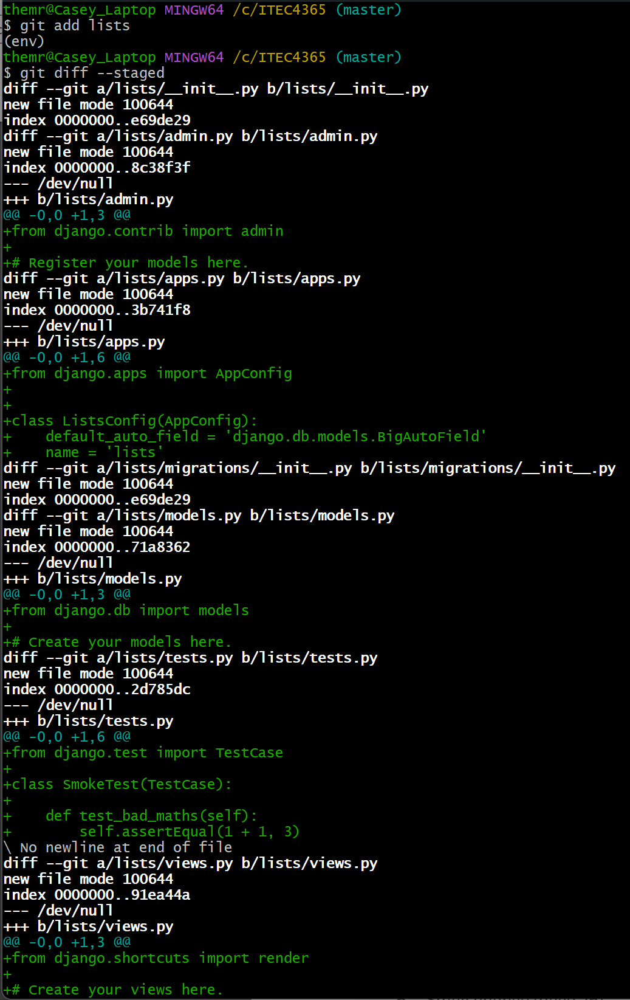 themr@Casey_Laptop MINGW64 /c/ITEC4365 (master)
$ git add lists
(env)
themr@Casey_Laptop MINGW64 /c/ITEC4365 (master)
$ git diff --staged
diff --git a/lists/__init__.py b/lists/__init__.py
new file mode 100644
index 0000000..e69de29
diff --git a/lists/admin.py b/lists/admin.py
new file mode 100644
index 0000000..8c38f3f
--- /dev/null
+++ b/lists/admin.py
@@ -0,0 +1,3 @@
+from django.contrib import admin
+
+# Register your models here.
diff --git a/lists/apps.py b/lists/apps.py
new file mode 100644
index 0000000..3b741f8
--- /dev/null
+++ b/lists/apps.py
@@ -0,0 +1,6 @@
+from django.apps import AppConfig
+
+
+class ListsConfig(AppConfig):
+    default_auto_field = 'django.db.models.BigAutoField'
+    name = 'lists'
diff --git a/lists/migrations/__init__.py b/lists/migrations/__init__.py
new file mode 100644
index 0000000..e69de29
diff --git a/lists/models.py b/lists/models.py
new file mode 100644
index 0000000..71a8362
--- /dev/null
+++ b/lists/models.py
@@ -0,0 +1,3 @@
+from django.db import models
+
+# Create your models here.
diff --git a/lists/tests.py b/lists/tests.py
new file mode 100644
index 0000000..2d785dc
--- /dev/null
+++ b/lists/tests.py
@@ -0,0 +1,6 @@
+from django.test import TestCase
+
+class SmokeTest(TestCase):
+
+    def test_bad_maths(self):
+        self.assertEqual(1 + 1, 3)
\ No newline at end of file
diff --git a/lists/views.py b/lists/views.py
new file mode 100644
index 0000000..91ea44a
--- /dev/null
+++ b/lists/views.py
@@ -0,0 +1,3 @@
+from django.shortcuts import render
+
+# Create your views here.